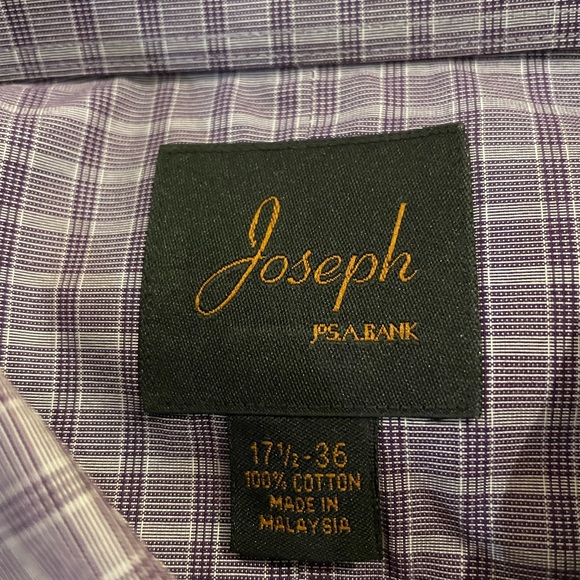 Joseph
JOS.A.BANK
17½-36
100% COTTON
MADE IN
MALAYSIA